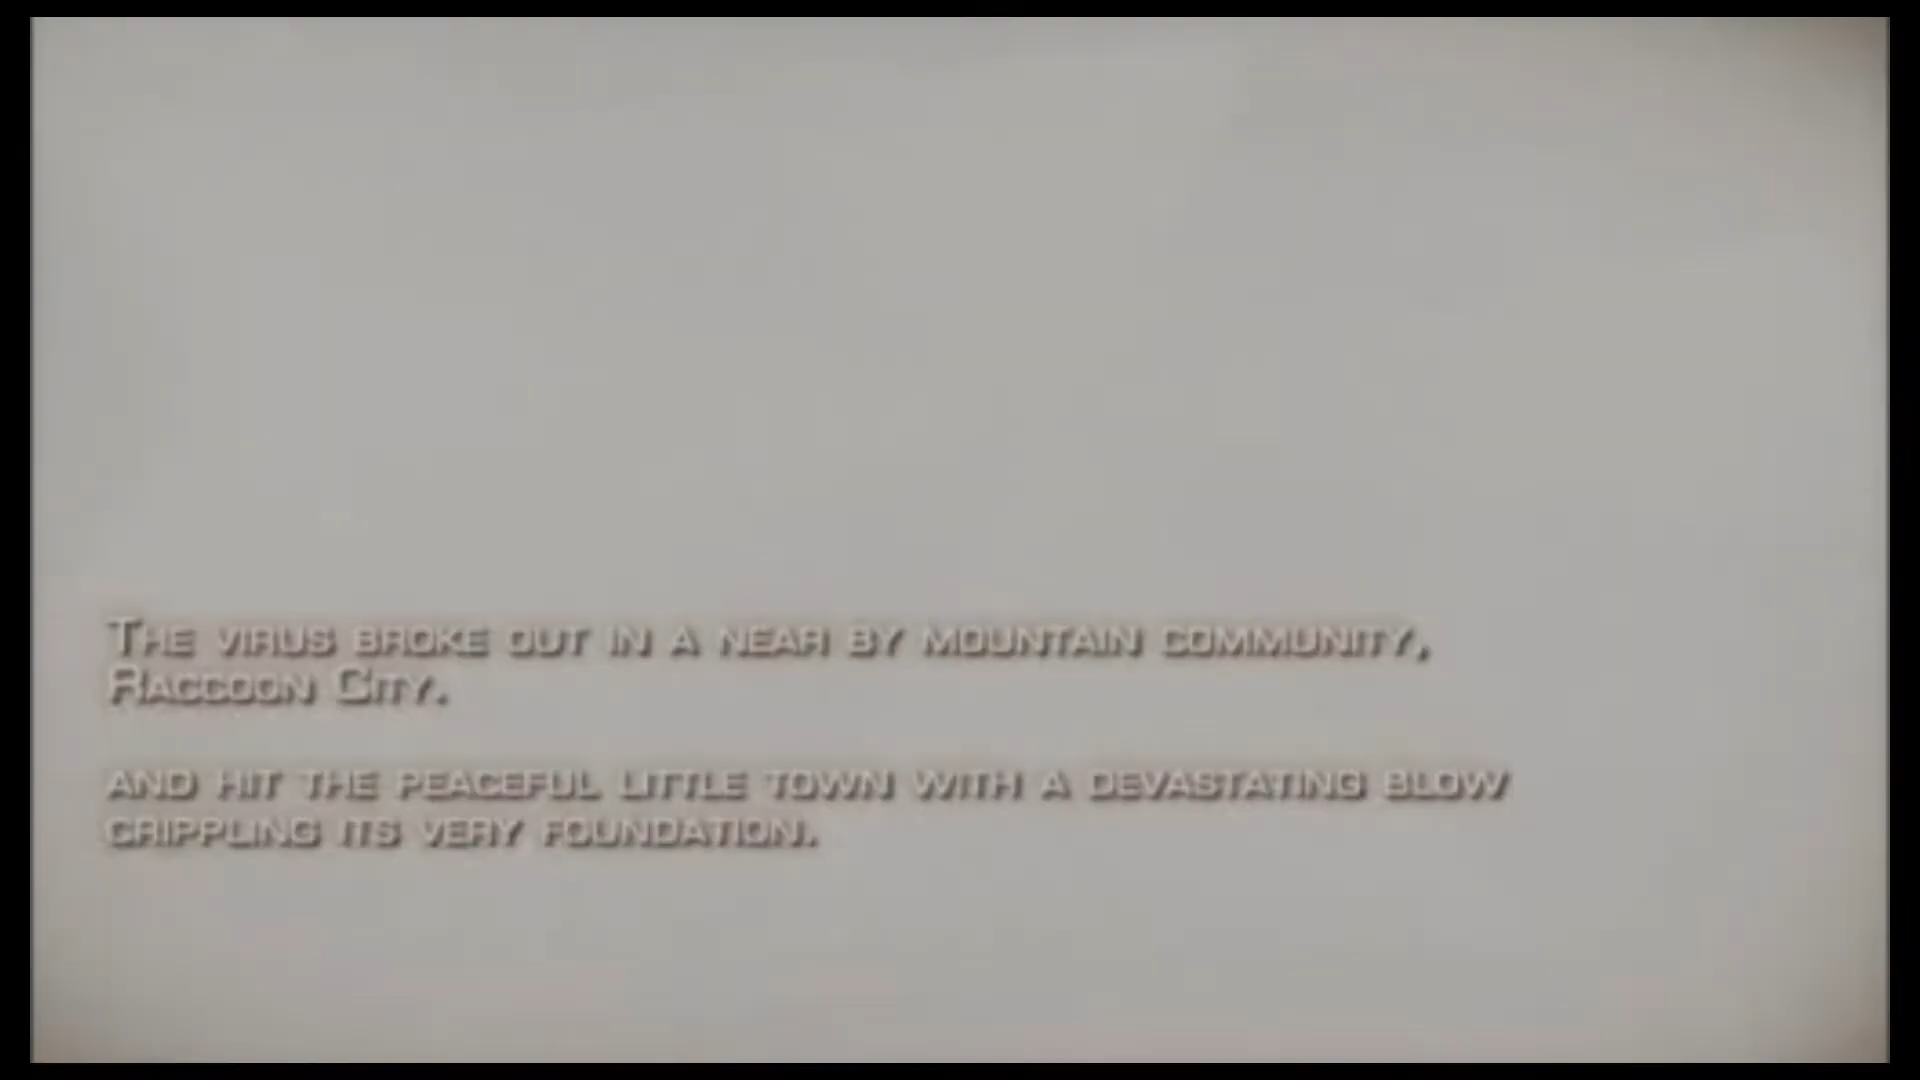 The virus broke out in a near by mountain community,
Raccoon City.
and hit the peaceful little town with a devastating blow
crippling its very foundation.